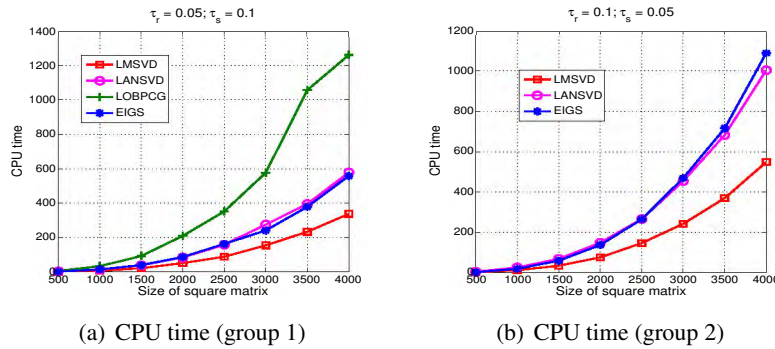 τr = 0.05; τs = 0.1
1400
1200
1000
800
600
400
200
0
CPU time
LMSVD
LANSVD
LOBPCG
EIGS
500 1000 1500 2000 2500 3000 3500 4000
Size of square matrix
(a) CPU time (group 1)
τr = 0.1; τs = 0.05
1200
1000
800
600
400
200
0
CPU time
LMSVD
LANSVD
EIGS
500 1000 1500 2000 2500 3000 3500 4000
Size of square matrix
(b) CPU time (group 2)